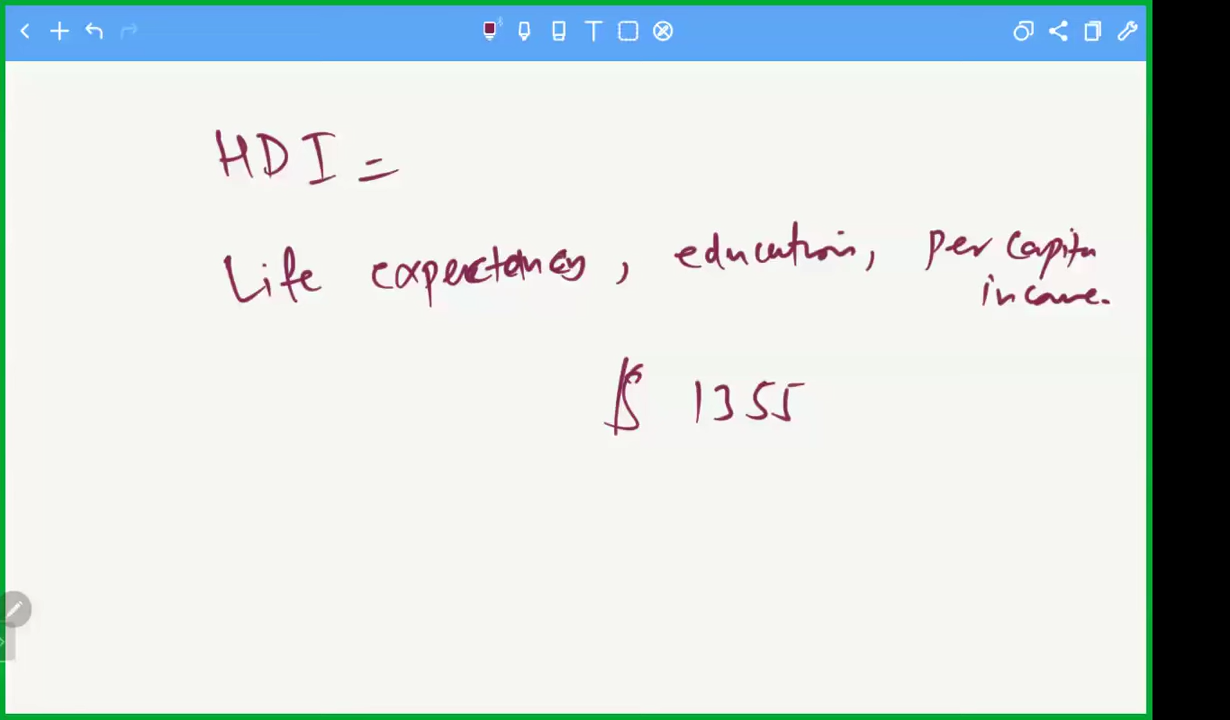 HDI =
Life expectancy, education, per capita
income.
$ 1355